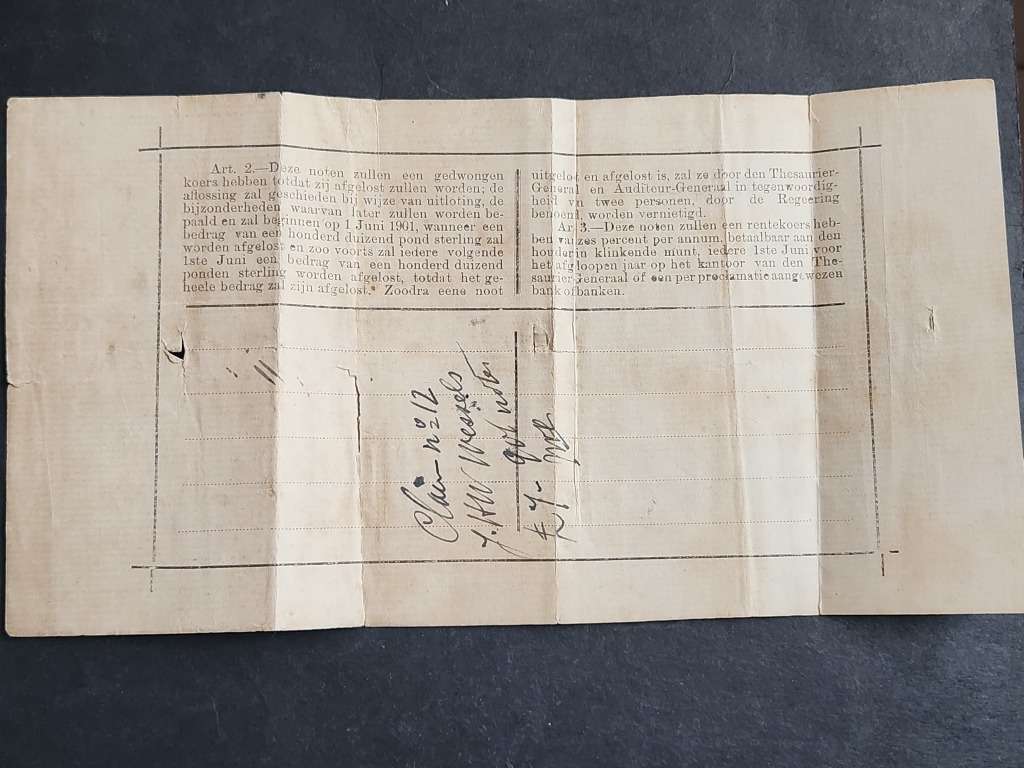 Art. 2.—Deze noten zullen een gedwongen
koers hebben totdat zij afgelost zullen worden; de
aflossing zal geschieden bij wijze van uitloting, de
bijzonderheden waarvan later zullen worden be-
paald en zal beginnen op 1 Juni 1901, wanneer een
bedrag van een honderd duizend pond sterling zal
worden afgelost en zoo voorts zal iedere volgende
1ste Juni een bedrag van een honderd duizend
ponden sterling worden afgelost, totdat het ge-
heele bedrag zal zijn afgelost. Zoodra eene noot
uitgeloot en afgelost is, zal ze door den Thesaurier-
Generaal en Auditeur-Generaal in tegenwoordig-
heid van twee personen, door de Regeering
benoemd, worden vernietigd.
Art. 3.—Deze noten zullen een rentekoers heb-
ben van zes percent per annum, betaalbaar aan den
houder in klinkende munt, iedere 1ste Juni voor
het afgeloopen jaar op het kantoor van den The-
saurier-Generaal of een per proclamatie aangewezen
bank of banken.
Claim no 12
J. H W Wessels
Gov notes
£ 7-